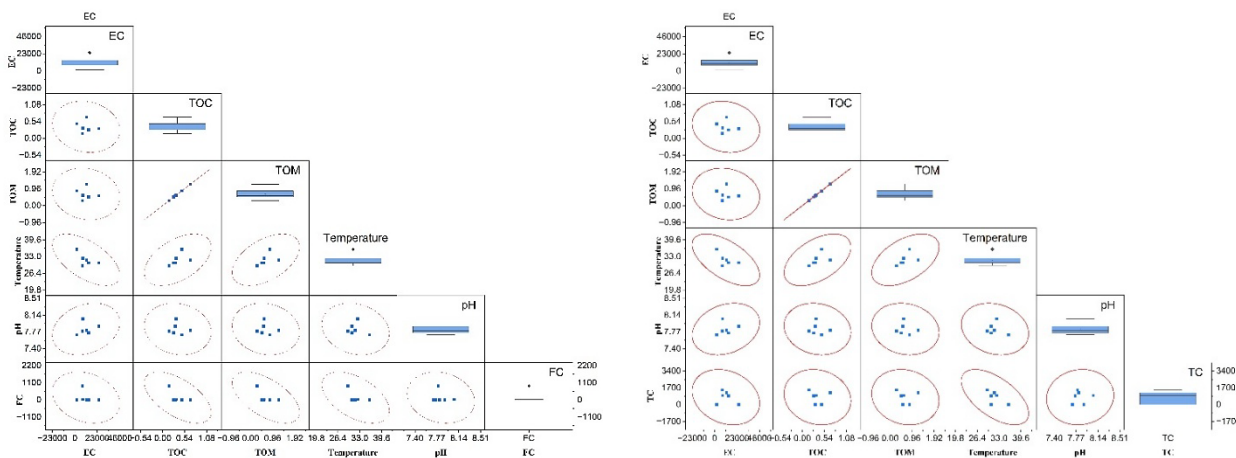 EC
EC
46000
23000
0
−23000
EC
TOC
1.08
0.54
0.00
−0.54
TOC
TOM
1.92
0.96
0.00
−0.96
TOM
Temperature
39.6
33.0
26.4
19.8
Temperature
pH
8.51
8.14
7.77
7.40
pH
FC
2200
1100
0
−1100
FC
2200
1100
0
−1100
−23000 0 23000 46000 −0.54 0.00 0.54 1.08 −0.96 0.00 0.96 1.92 19.8 26.4 33.0 39.6 7.40 7.77 8.14 8.51 FC
EC TOC TOM Temperature pH FC
EC
EC
46000
23000
0
−23000
EC
TOC
1.08
0.54
0.00
−0.54
TOC
TOM
1.92
0.96
0.00
−0.96
TOM
Temperature
39.6
33.0
26.4
19.8
Temperature
pH
8.51
8.14
7.77
7.40
pH
TC
3400
1700
0
−1700
TC
3400
1700
0
−1700
−23000 0 23000 46000 −0.54 0.00 0.54 1.08 −0.96 0.00 0.96 1.92 19.8 26.4 33.0 39.6 7.40 7.77 8.14 8.51 TC
EC TOC TOM Temperature pH TC